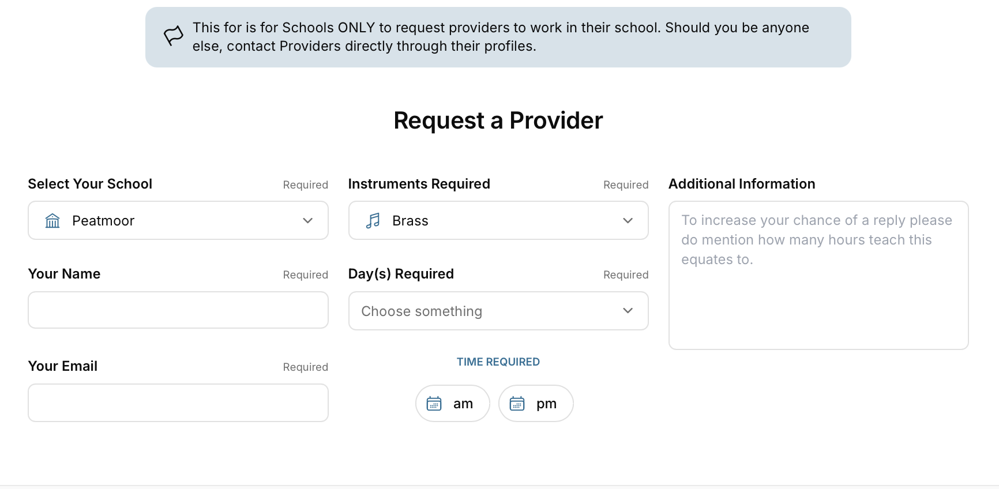 This for is for Schools ONLY to request providers to work in their school. Should you be anyone
else, contact Providers directly through their profiles.
Request a Provider
Select Your School Required
Peatmoor
Your Name Required
Your Email Required
Instruments Required Required
Brass
Day(s) Required Required
Choose something
TIME REQUIRED
am pm
Additional Information
To increase your chance of a reply please
do mention how many hours teach this
equates to.